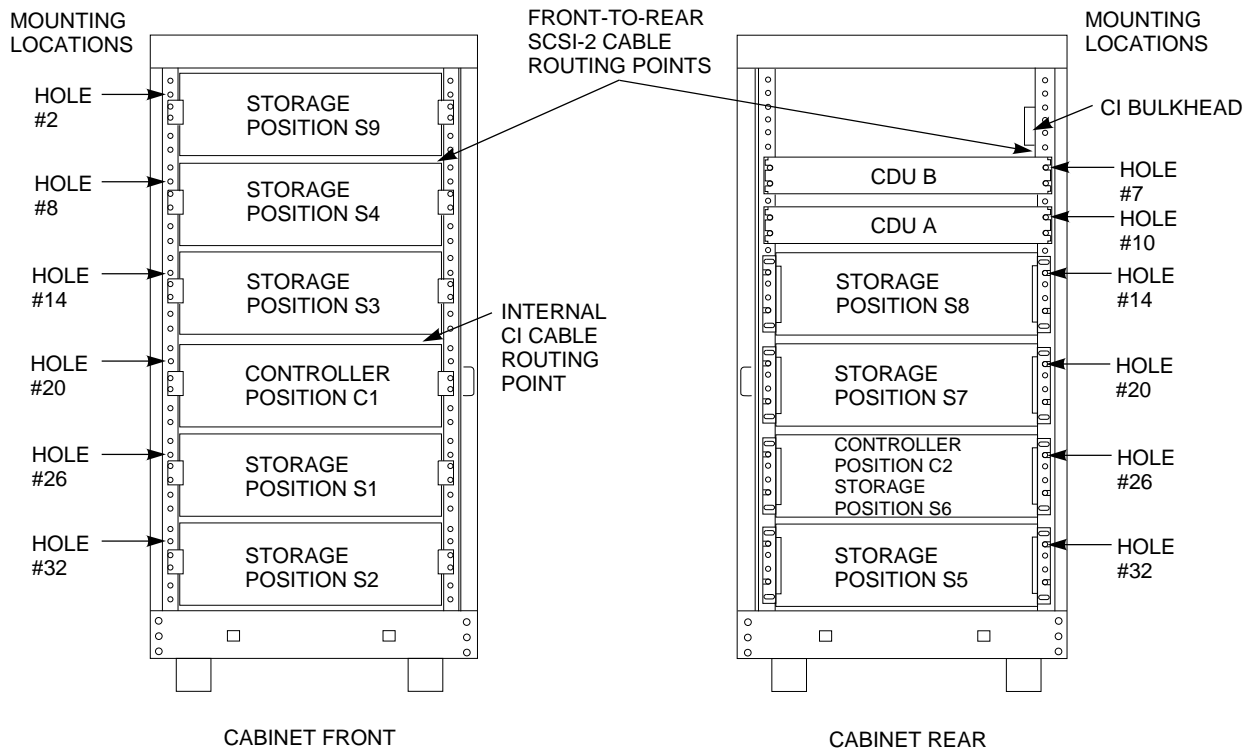 MOUNTING
LOCATIONS
FRONT-TO-REAR
SCSI-2 CABLE
ROUTING POINTS
MOUNTING
LOCATIONS
HOLE
#2
STORAGE
POSITION S9
HOLE
#8
STORAGE
POSITION S4
HOLE
#14
STORAGE
POSITION S3
INTERNAL
CI CABLE
ROUTING
POINT
HOLE
#20
CONTROLLER
POSITION C1
HOLE
#26
STORAGE
POSITION S1
HOLE
#32
STORAGE
POSITION S2
CABINET FRONT
CI BULKHEAD
CDU B
HOLE
#7
CDU A
HOLE
#10
STORAGE
POSITION S8
HOLE
#14
STORAGE
POSITION S7
HOLE
#20
CONTROLLER
POSITION C2
STORAGE
POSITION S6
HOLE
#26
STORAGE
POSITION S5
HOLE
#32
CABINET REAR